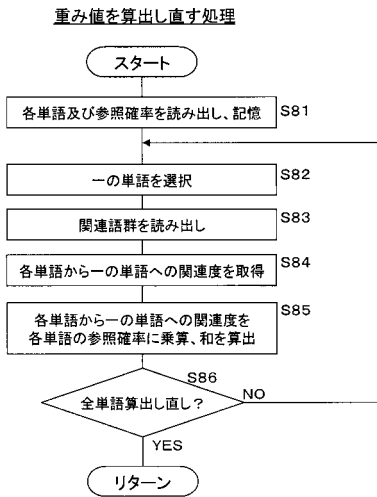 重み値を算出し直す処理
スタート
各単語及び参照確率を読み出し、記憶
S81
一の単語を選択
S82
関連語群を読み出し
S83
各単語から一の単語への関連度を取得
S84
各単語から一の単語への関連度を
各単語の参照確率に乗算、和を算出
S85
S86
全単語算出し直し？
NO
YES
リターン